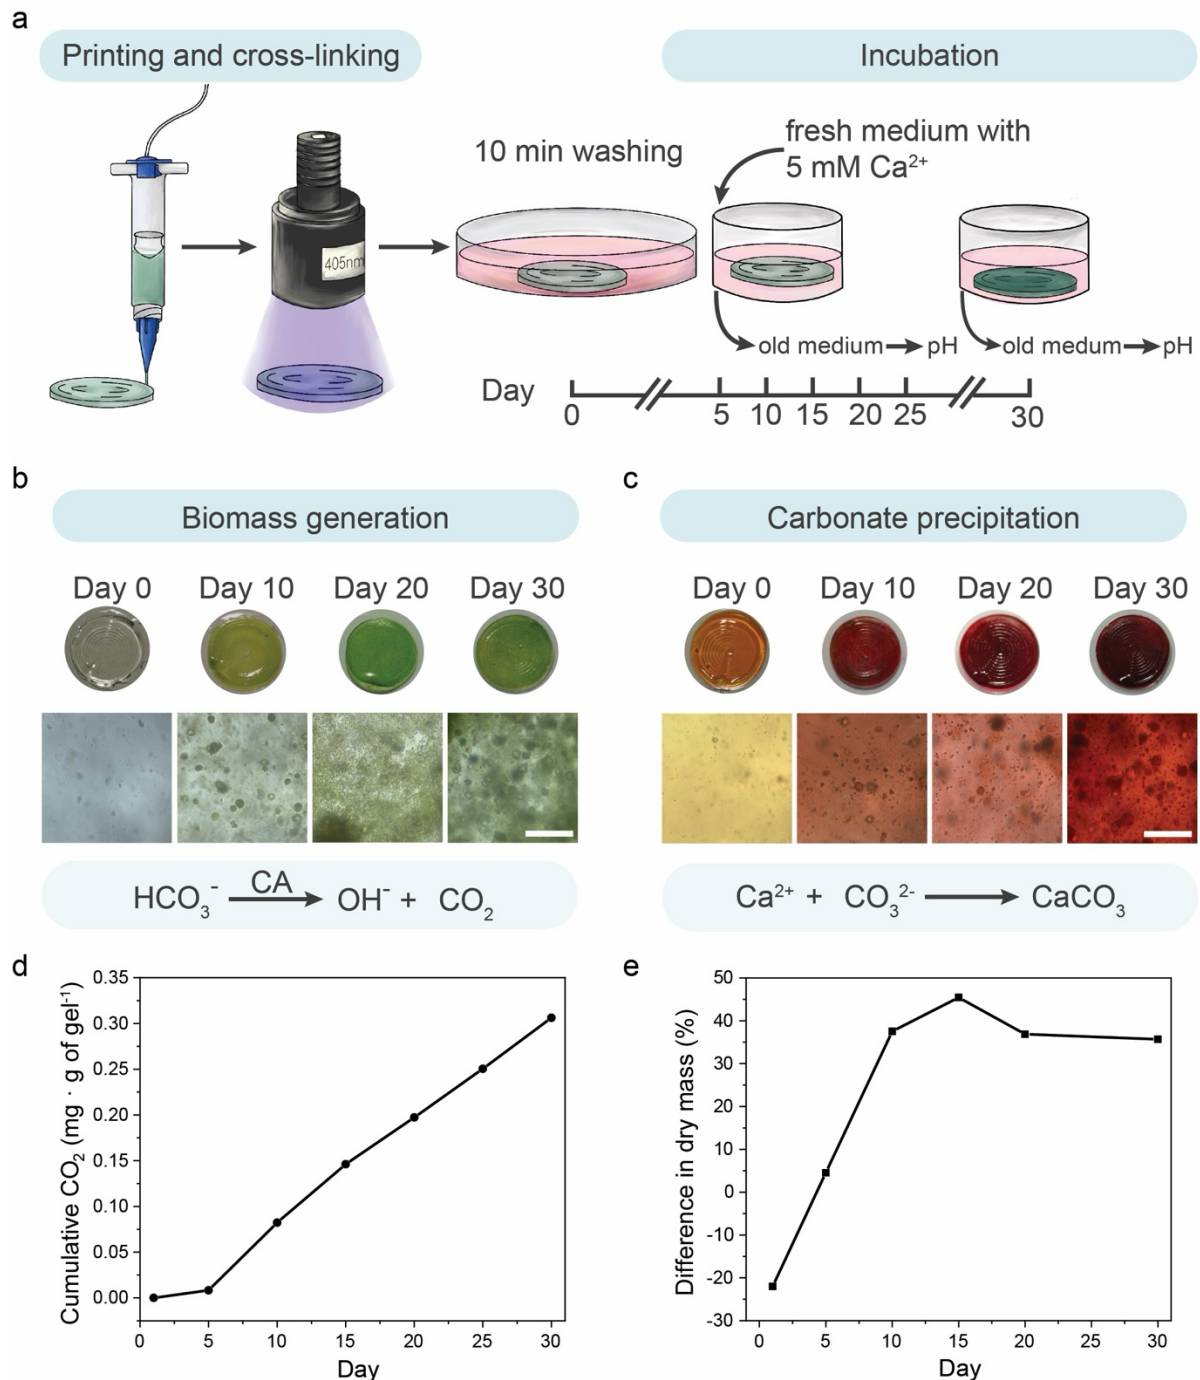 a
Printing and cross-linking
Incubation
10 min washing
fresh medium with
5 mM Ca²⁺
405nm
old medium
pH
old medum
pH
Day
0 5 10 15 20 25 30
b
Biomass generation
Day 0 Day 10 Day 20 Day 30
HCO₃⁻ CA OH⁻ + CO₂
c
Carbonate precipitation
Day 0 Day 10 Day 20 Day 30
Ca²⁺ + CO₃²⁻ CaCO₃
d
Cumulative CO₂ (mg · g of gel⁻¹)
0.35
0.30
0.25
0.20
0.15
0.10
0.05
0.00
0 5 10 15 20 25 30
Day
e
Difference in dry mass (%)
50
40
30
20
10
0
-10
-20
-30
0 5 10 15 20 25 30
Day